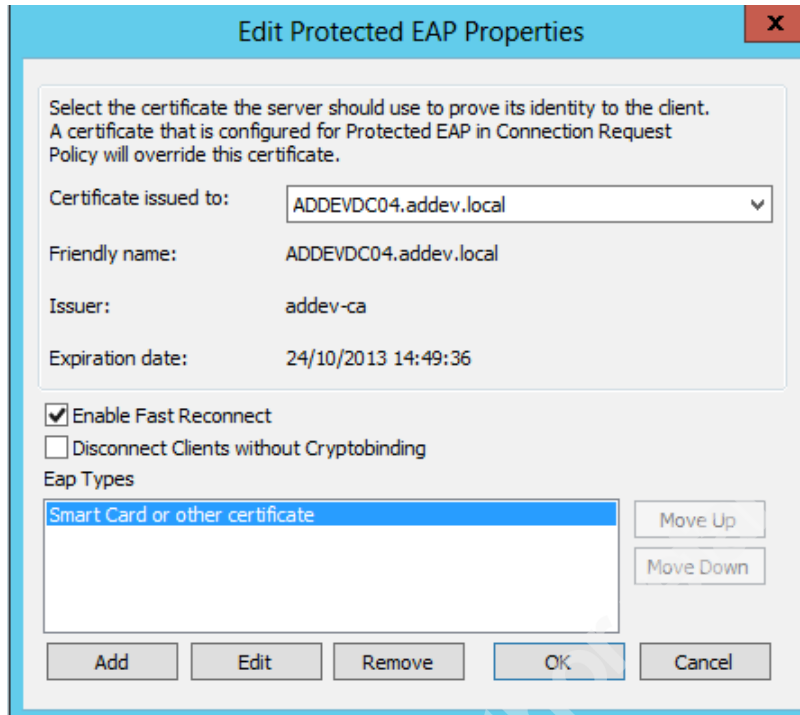 Edit Protected EAP Properties
x
Select the certificate the server should use to prove its identity to the client.
A certificate that is configured for Protected EAP in Connection Request
Policy will override this certificate.
Certificate issued to: ADDEVDC04.addev.local
Friendly name: ADDEVDC04.addev.local
Issuer: addev-ca
Expiration date: 24/10/2013 14:49:36
Enable Fast Reconnect
Disconnect Clients without Cryptobinding
Eap Types
Smart Card or other certificate
Move Up
Move Down
Add Edit Remove OK Cancel